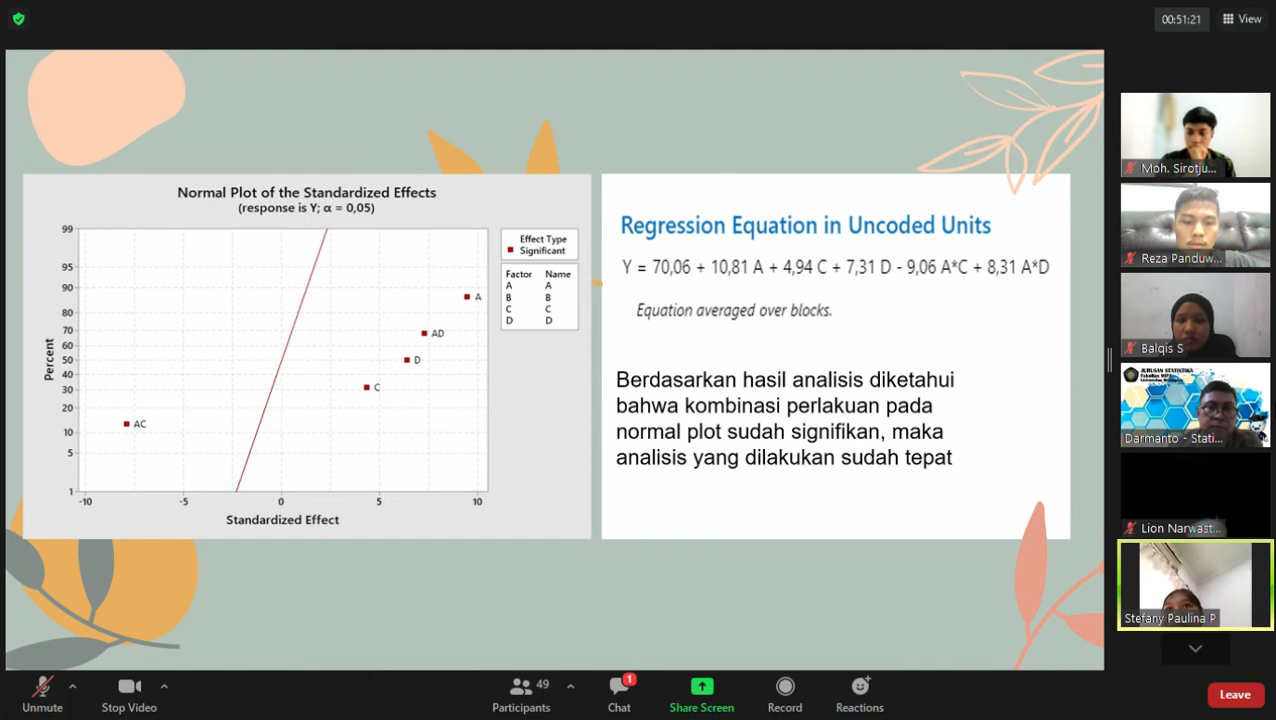 00:51:21
View
Normal Plot of the Standardized Effects
(response is Y; α = 0,05)
Percent
99
95
90
80
70
60
50
40
30
20
10
5
1
-10
-5
0
5
10
Standardized Effect
A
AD
D
C
AC
Effect Type
Significant
Factor Name
A A
B B
C C
D D
Regression Equation in Uncoded Units
Y = 70,06 + 10,81 A + 4,94 C + 7,31 D - 9,06 A*C + 8,31 A*D
Equation averaged over blocks.
Berdasarkan hasil analisis diketahui
bahwa kombinasi perlakuan pada
normal plot sudah signifikan, maka
analisis yang dilakukan sudah tepat
Moh. Sirotju...
Reza Panduw...
Balqis S
JURUSAN STATISTIKA
Fakultas MIPA
Darmanto - Stati...
Lion Narwast...
Stefany Paulina P
Unmute
Stop Video
49
Participants
1
Chat
Share Screen
Record
Reactions
Leave